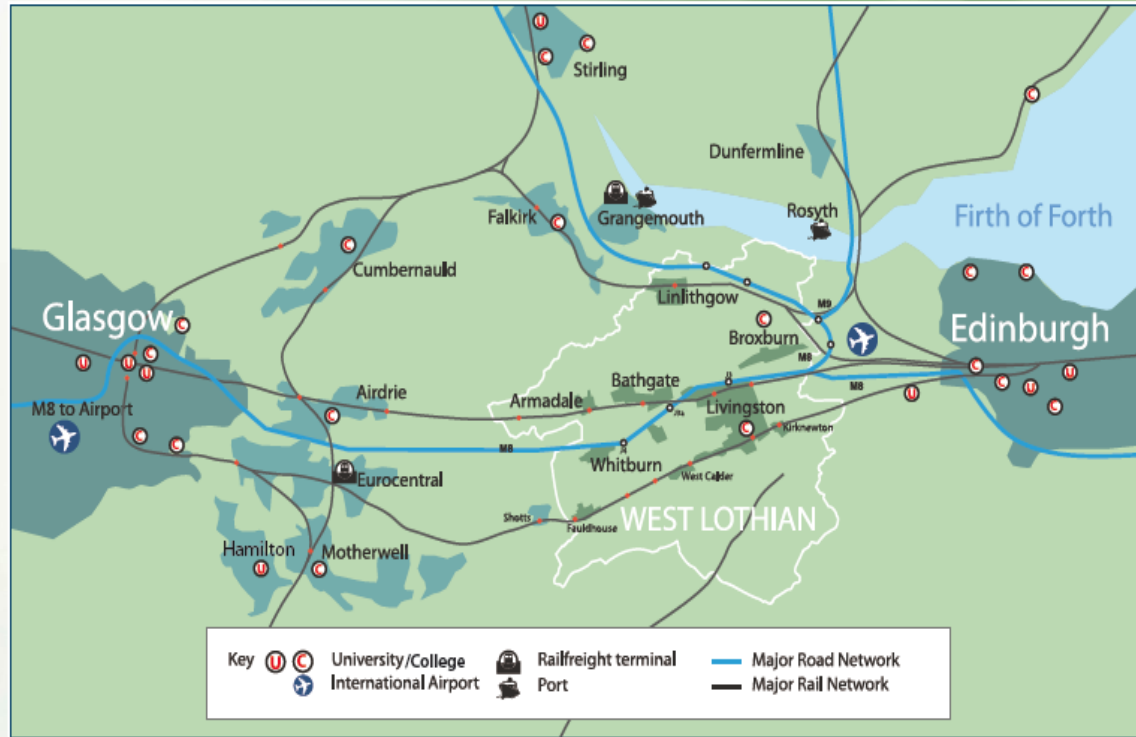 Stirling
Dunfermline
Falkirk
Grangemouth
Rosyth
Firth of Forth
Cumbernauld
Linlithgow
M9
Glasgow
Broxburn
Edinburgh
M8
Airdrie
Bathgate
M8
M8 to Airport
Armadale
Livingston
Kirknewton
M8
Whitburn
West Calder
Eurocentral
Shotts
Fauldhouse
WEST LOTHIAN
Hamilton
Motherwell
Key U C University/College
International Airport
Railfreight terminal
Port
Major Road Network
Major Rail Network